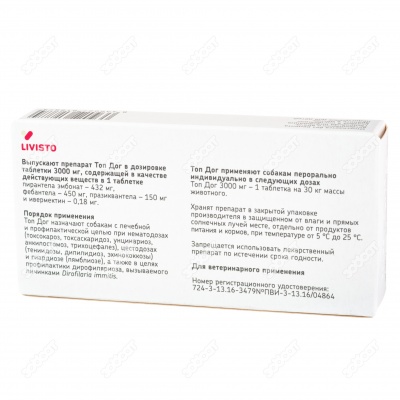 LIVISTO
Выпускают препарат Топ Дог в дозировке
таблетки 3000 мг, содержащей в качестве
действующих веществ в 1 таблетке
пирантела эмбонат – 432 мг,
фебантела – 450 мг, празиквантела – 150 мг
и ивермектин – 0,18 мг.
Порядок применения
Топ Дог назначают собакам с лечебной
и профилактической целью при нематодозах
(токсокароз, токсаскаридоз, унцинариоз,
анкилостомоз, трихоцефалез), цестодозах
(тениидозы, дипилидиоз, эхинококкозы)
и гиардиозе (лямблиозе), а также в целях
профилактики дирофиляриоза, вызываемого
личинками Dirofilaria immitis.
Топ Дог применяют собакам перорально
индивидуально в следующих дозах
Топ Дог 3000 мг – 1 таблетка на 30 кг массы
животного.
Хранят препарат в закрытой упаковке
производителя в защищенном от влаги и прямых
солнечных лучей месте, отдельно от продуктов
питания и кормов, при температуре от 5 °С до 25 °С.
Запрещается использовать лекарственный
препарат по истечении срока годности.
Для ветеринарного применения
Номер регистрационного удостоверения:
724-3-13.16-3479№ПВИ-3-13.16/04864